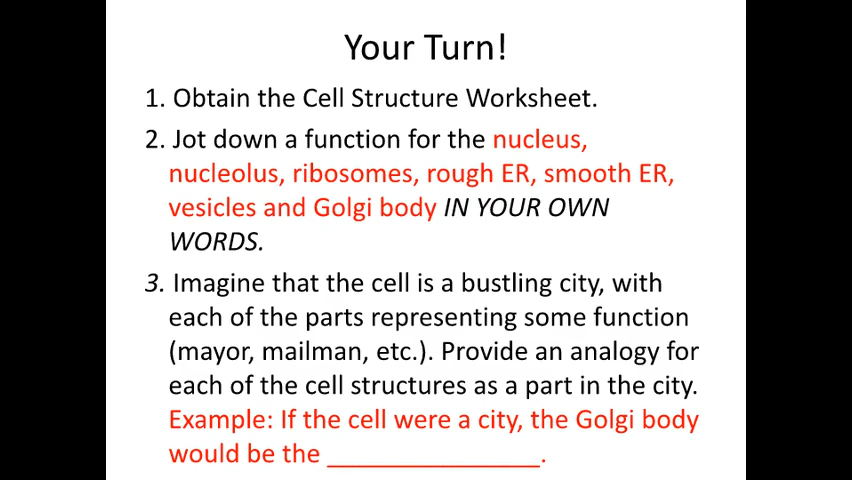 Your Turn!
1. Obtain the Cell Structure Worksheet.
2. Jot down a function for the nucleus,
nucleolus, ribosomes, rough ER, smooth ER,
vesicles and Golgi body IN YOUR OWN
WORDS.
3. Imagine that the cell is a bustling city, with
each of the parts representing some function
(mayor, mailman, etc.). Provide an analogy for
each of the cell structures as a part in the city.
Example: If the cell were a city, the Golgi body
would be the ________________.